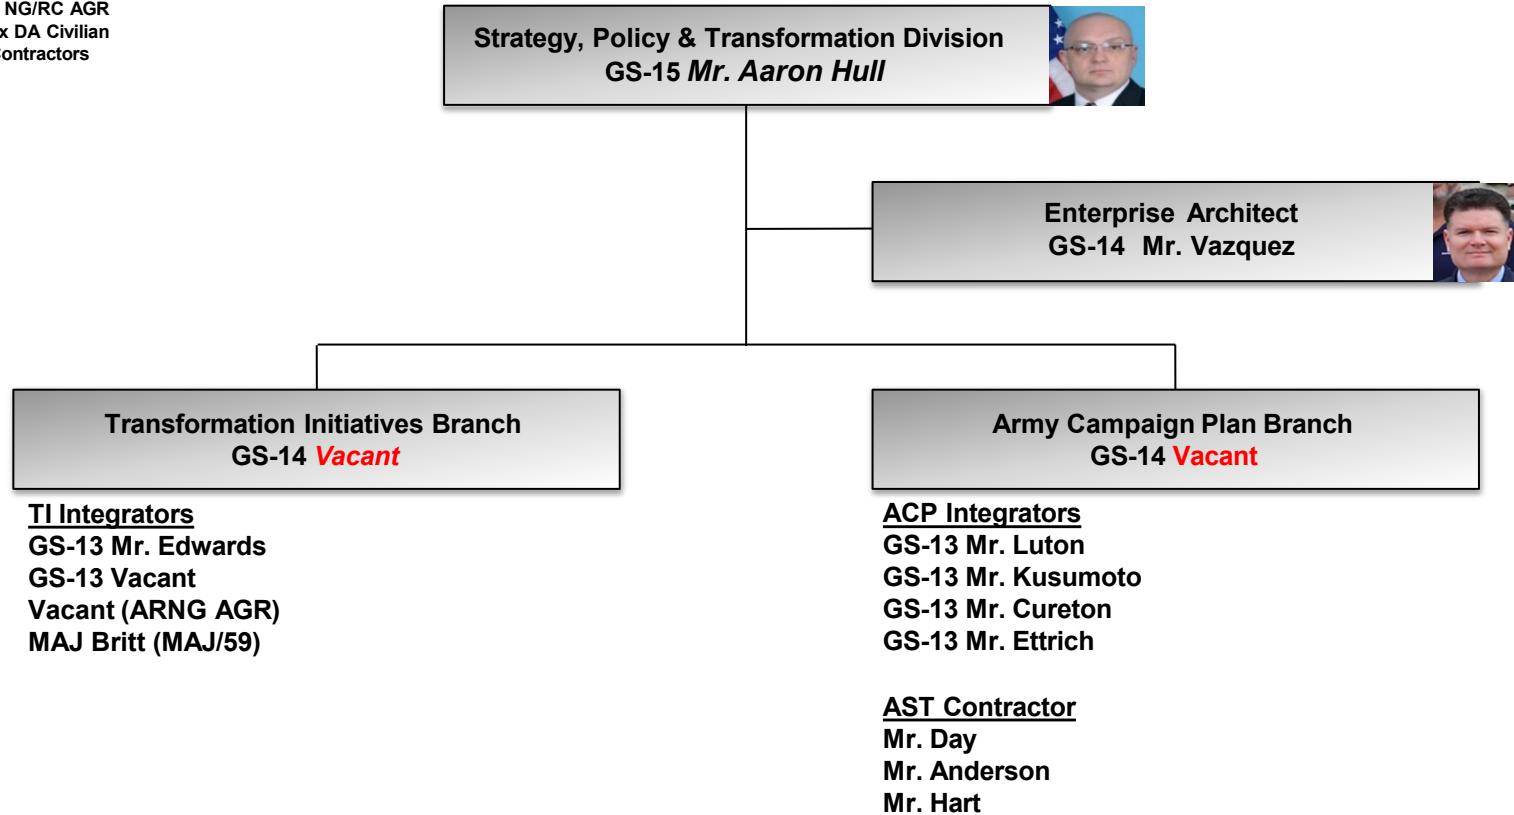 NG/RC AGR
x DA Civilian
Contractors
Strategy, Policy & Transformation Division
GS-15 Mr. Aaron Hull
Enterprise Architect
GS-14 Mr. Vazquez
Transformation Initiatives Branch
GS-14 Vacant
TI Integrators
GS-13 Mr. Edwards
GS-13 Vacant
Vacant (ARNG AGR)
MAJ Britt (MAJ/59)
Army Campaign Plan Branch
GS-14 Vacant
ACP Integrators
GS-13 Mr. Luton
GS-13 Mr. Kusumoto
GS-13 Mr. Cureton
GS-13 Mr. Ettrich
AST Contractor
Mr. Day
Mr. Anderson
Mr. Hart